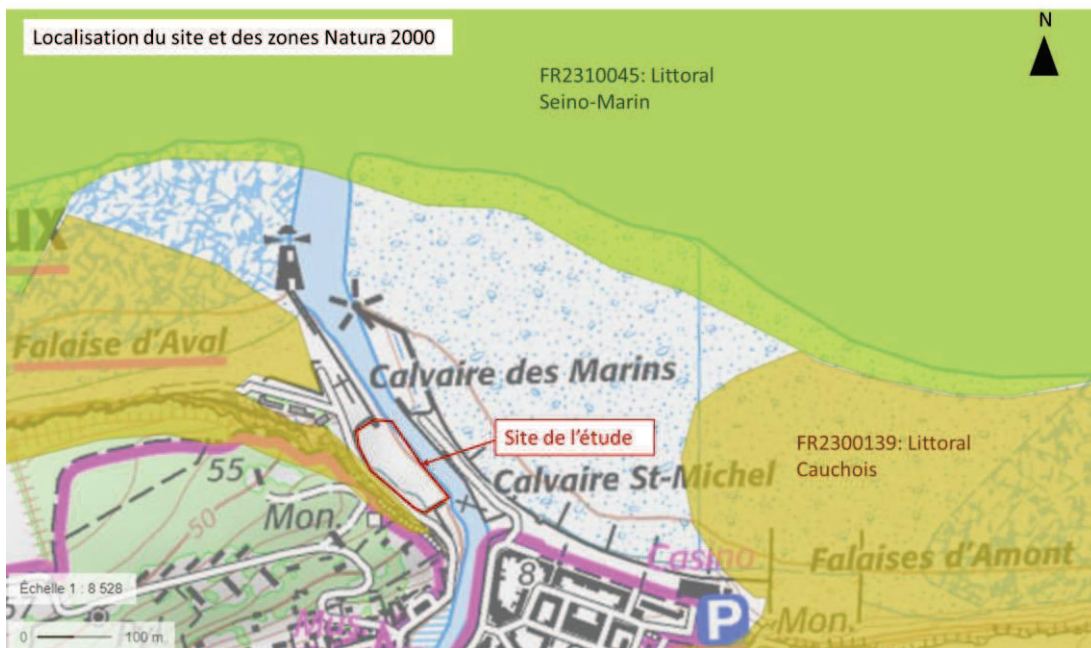 Localisation du site et des zones Natura 2000
N
FR2310045: Littoral
Seino-Marin
ux
Falaise d'Aval
Calvaire des Marins
Site de l'étude
FR2300139: Littoral
Cauchois
55
Calvaire St-Michel
50
Mon.
Casino
Falaises d'Amont
8
Échelle 1 : 8 528
P
Mon.
0
100 m
Mus.